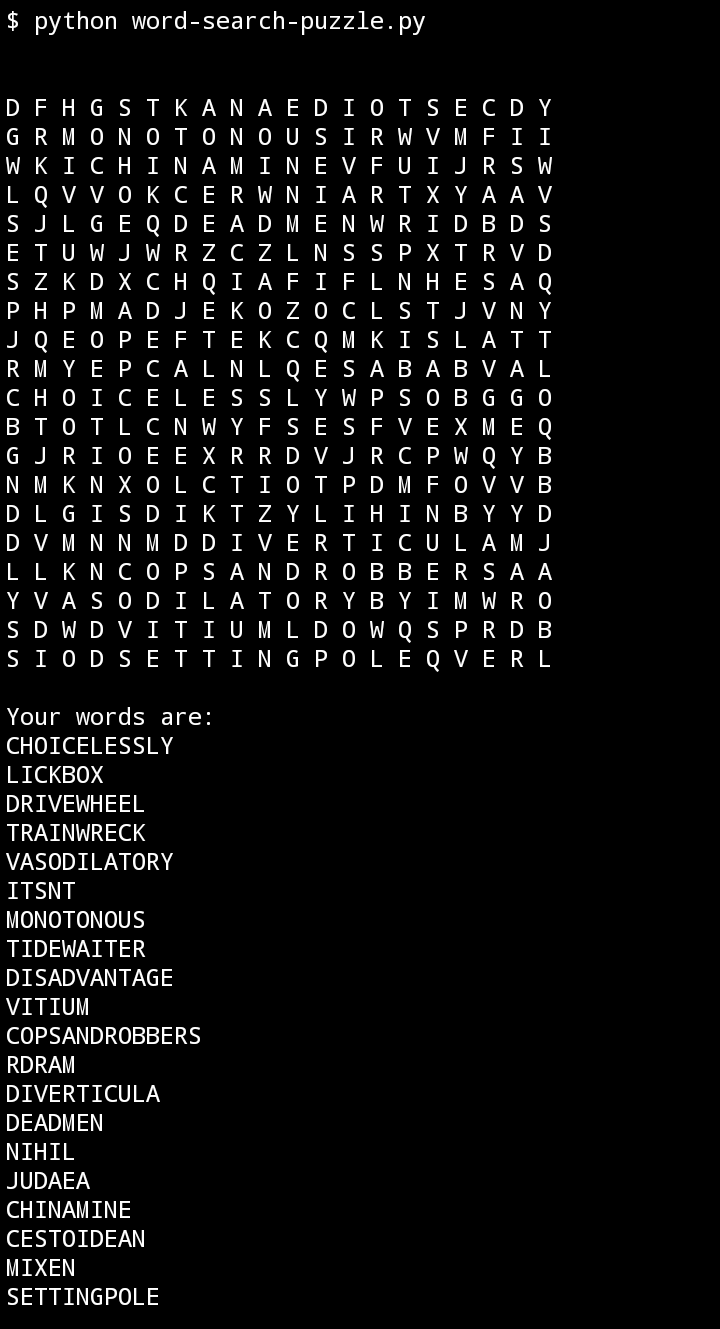 $ python word-search-puzzle.py
D F H G S T K A N A E D I O T S E C D Y
G R M O N O T O N O U S I R W V M F I I
W K I C H I N A M I N E V F U I J R S W
L Q V V O K C E R W N I A R T X Y A A V
S J L G E Q D E A D M E N W R I D B D S
E T U W J W R Z C Z L N S S P X T R V D
S Z K D X C H Q I A F I F L N H E S A Q
P H P M A D J E K O Z O C L S T J V N Y
J Q E O P E F T E K C Q M K I S L A T T
R M Y E P C A L N L Q E S A B A B V A L
C H O I C E L E S S L Y W P S O B G G O
B T O T L C N W Y F S E S F V E X M E Q
G J R I O E E X R R D V J R C P W Q Y B
N M K N X O L C T I O T P D M F O V V B
D L G I S D I K T Z Y L I H I N B Y Y D
D V M N N M D D I V E R T I C U L A M J
L L K N C O P S A N D R O B B E R S A A
Y V A S O D I L A T O R Y B Y I M W R O
S D W D V I T I U M L D O W Q S P R D B
S I O D S E T T I N G P O L E Q V E R L
Your words are:
CHOICELESSLY
LICKBOX
DRIVEWHEEL
TRAINWRECK
VASODILATORY
ITSNT
MONOTONOUS
TIDEWAITER
DISADVANTAGE
VITIUM
COPSANDROBBERS
RDRAM
DIVERTICULA
DEADMEN
NIHIL
JUDAEA
CHINAMINE
CESTOIDEAN
MIXEN
SETTINGPOLE